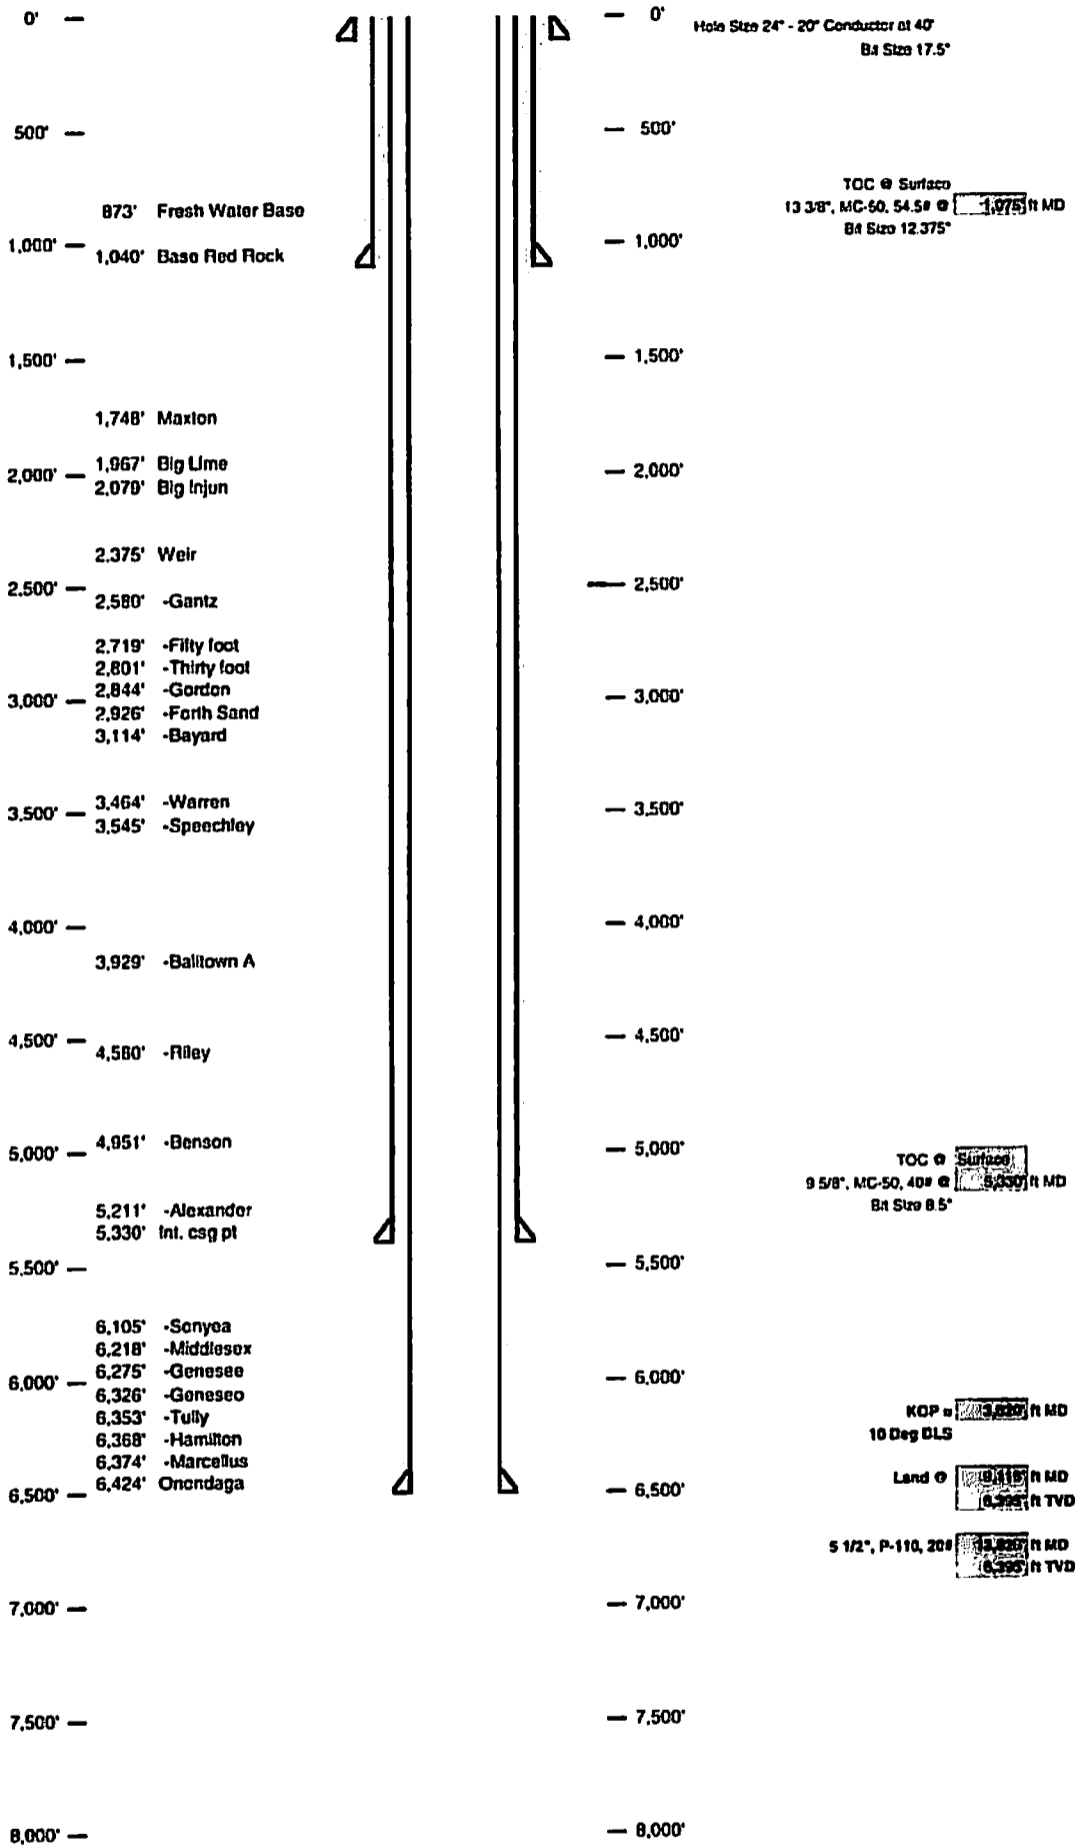 0' 0' Hole Size 24" - 20" Conductor at 40'
Bit Size 17.5"
500' 500'
TOC @ Surface
873' Fresh Water Base 13 3/8", MC-50, 54.5# @ 1,075' ft MD
Bit Size 12.375"
1,000' 1,000'
1,040' Base Red Rock
1,500' 1,500'
1,748' Maxton
1,967' Big Lime
2,000' 2,000'
2,079' Big Injun
2,375' Weir
2,500' 2,500'
2,580' -Gantz
2,719' -Fifty foot
2,801' -Thirty foot
2,844' -Gordon
3,000' 3,000'
2,926' -Forth Sand
3,114' -Bayard
3,464' -Warren
3,500' 3,500'
3,545' -Speechley
4,000' 4,000'
3,929' -Balltown A
4,500' 4,500'
4,580' -Riley
4,951' -Benson
5,000' 5,000'
TOC @ Surface
9 5/8", MC-50, 40# @ 5,330' ft MD
Bit Size 8.5"
5,211' -Alexander
5,330' Int. csg pt
5,500' 5,500'
6,105' -Sonyea
6,218' -Middlesex
6,275' -Genesee
6,000' 6,000'
6,326' -Geneseo
6,353' -Tully KOP = ft MD
6,368' -Hamilton 10 Deg DLS
6,374' -Marcellus
6,424' Onondaga Land @ ft MD
6,500' 6,500'
6,395' ft TVD
5 1/2", P-110, 20# ft MD
6,395' ft TVD
7,000' 7,000'
7,500' 7,500'
8,000' 8,000'